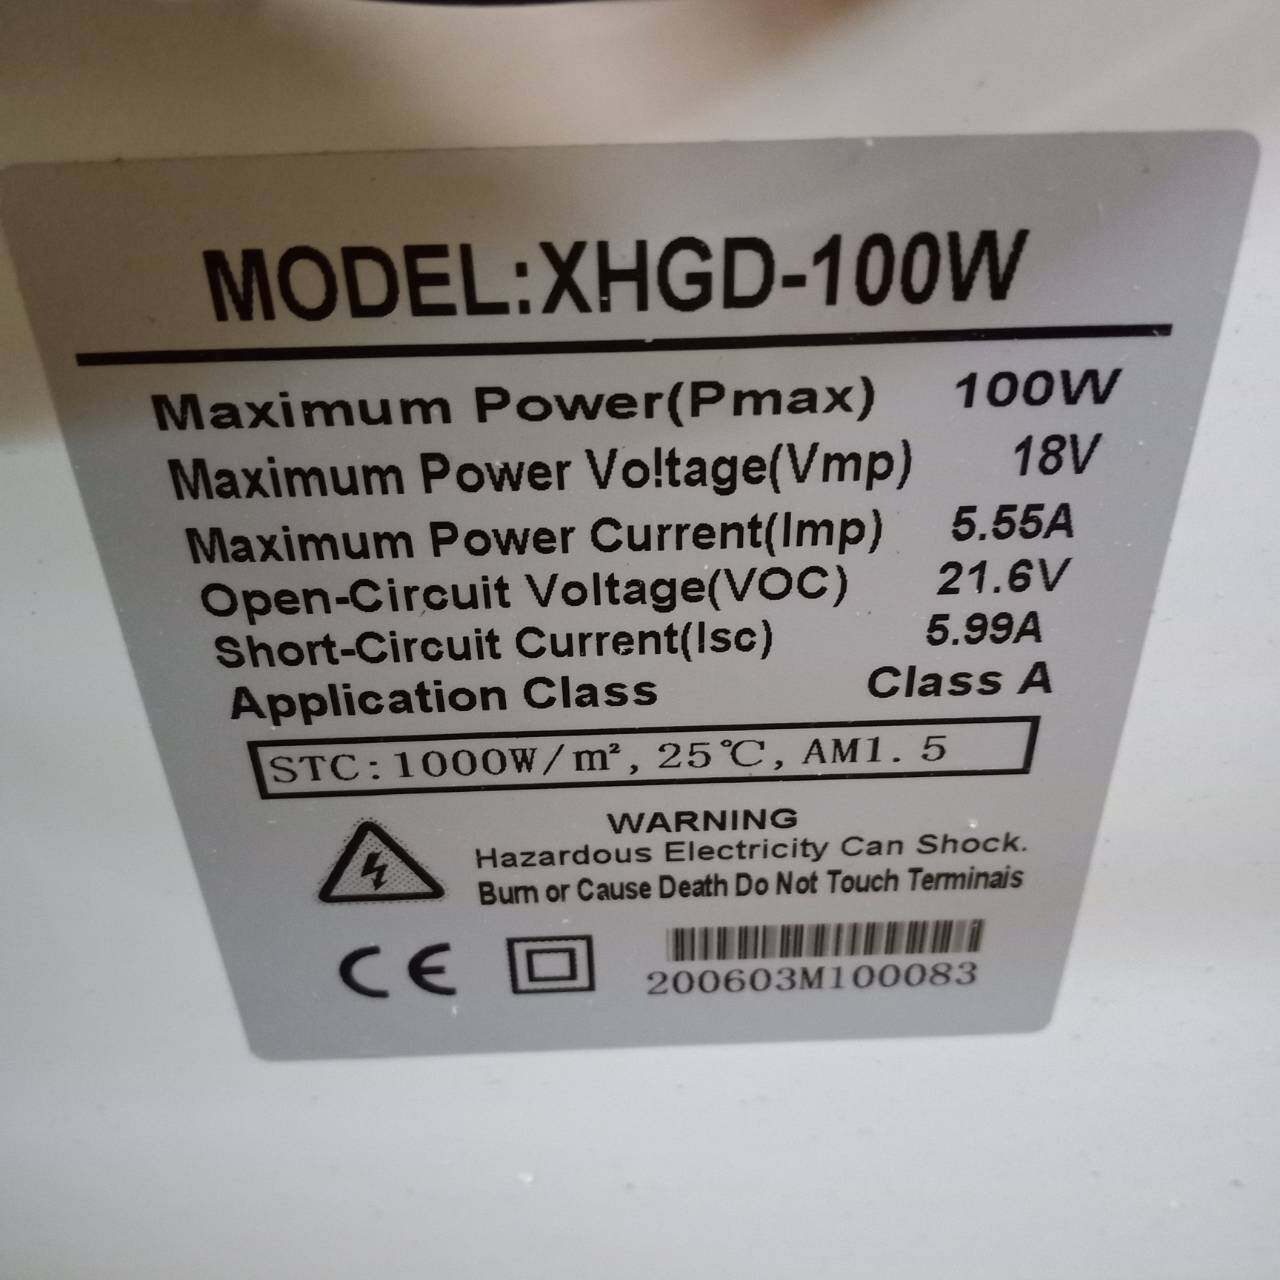 MODEL:XHGD-100W
Maximum Power(Pmax) 100W
Maximum Power Voltage(Vmp) 18V
Maximum Power Current(Imp) 5.55A
Open-Circuit Voltage(VOC) 21.6V
Short-Circuit Current(Isc) 5.99A
Application Class Class A
STC:1000W/m²,25℃,AM1.5
WARNING
Hazardous Electricity Can Shock.
Bum or Cause Death Do Not Touch Terminais
CE
200603M100083